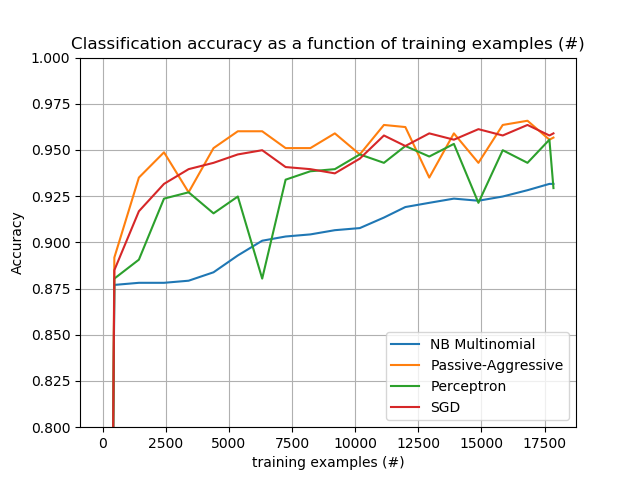 Classification accuracy as a function of training examples (#)
1.000
0.975
0.950
0.925
0.900
0.875
0.850
0.825
0.800
Accuracy
NB Multinomial
Passive-Aggressive
Perceptron
SGD
0 2500 5000 7500 10000 12500 15000 17500
training examples (#)